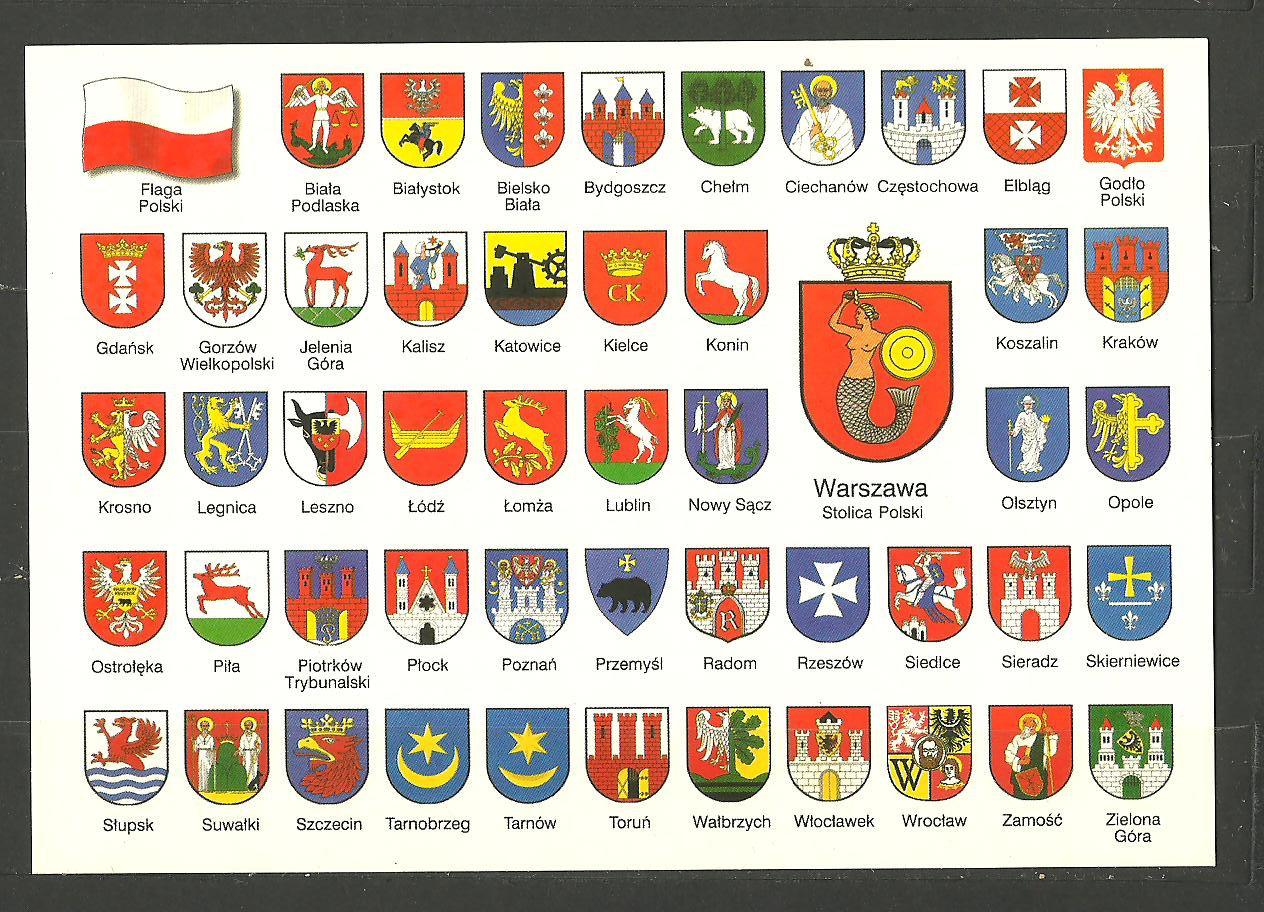 Flaga
Polski
Biała
Podlaska
Białystok
Bielsko
Biała
Bydgoszcz
Chełm
Ciechanów
Częstochowa
Elbląg
Godło
Polski
Gdańsk
Gorzów
Wielkopolski
Jelenia
Góra
Kalisz
Katowice
CK.
Kielce
Konin
Koszalin
Kraków
Krosno
Legnica
Leszno
Łódź
Łomża
Lublin
Nowy Sącz
Warszawa
Stolica Polski
Olsztyn
Opole
Ostrołęka
Piła
Piotrków
Trybunalski
Płock
Poznań
Przemyśl
R
Radom
Rzeszów
Siedlce
Sieradz
Skierniewice
Słupsk
Suwałki
Szczecin
Tarnobrzeg
Tarnów
Toruń
Wałbrzych
Włocławek
W
Wrocław
Zamość
Zielona
Góra